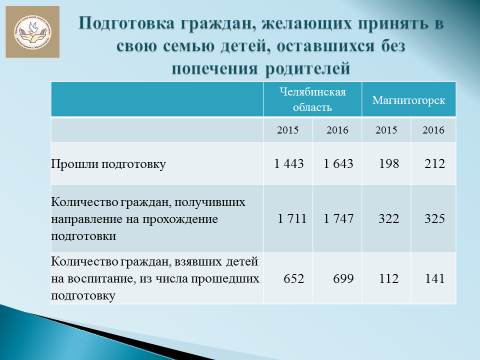 Подготовка граждан, желающих принять в
свою семью детей, оставшихся без
попечения родителей
Челябинская область Магнитогорск
2015 2016 2015 2016
Прошли подготовку 1 443 1 643 198 212
Количество граждан, получивших
направление на прохождение 1 711 1 747 322 325
подготовки
Количество граждан, взявших детей
на воспитание, из числа прошедших 652 699 112 141
подготовку